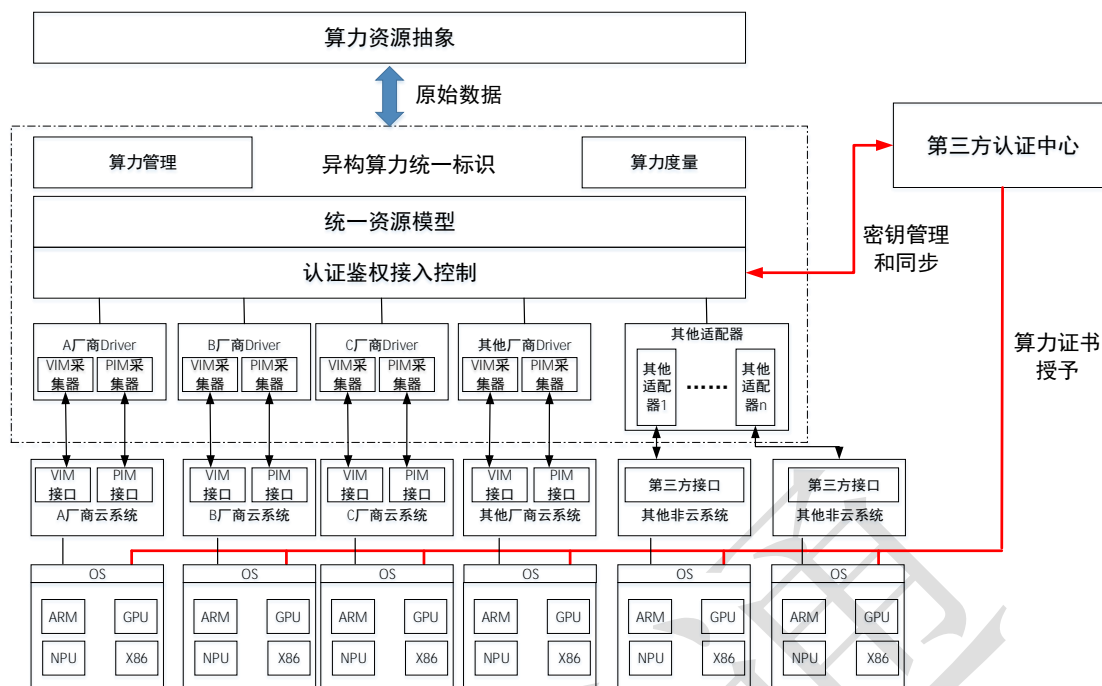 算力资源抽象
原始数据
算力管理
异构算力统一标识
算力度量
第三方认证中心
统一资源模型
认证鉴权接入控制
密钥管理
和同步
A厂商Driver
VIM采
集器
PIM采
集器
B厂商Driver
VIM采
集器
PIM采
集器
C厂商Driver
VIM采
集器
PIM采
集器
其他厂商Driver
VIM采
集器
PIM采
集器
其他适配器
其他
适配
器1
······
其他
适配
器n
算力证书
授予
VIM
接口
PIM
接口
A厂商云系统
VIM
接口
PIM
接口
B厂商云系统
VIM
接口
PIM
接口
C厂商云系统
VIM
接口
PIM
接口
其他厂商云系统
第三方接口
其他非云系统
第三方接口
其他非云系统
OS
ARM
GPU
NPU
X86
OS
ARM
GPU
NPU
X86
OS
ARM
GPU
NPU
X86
OS
ARM
GPU
NPU
X86
OS
ARM
GPU
NPU
X86
OS
ARM
GPU
NPU
X86